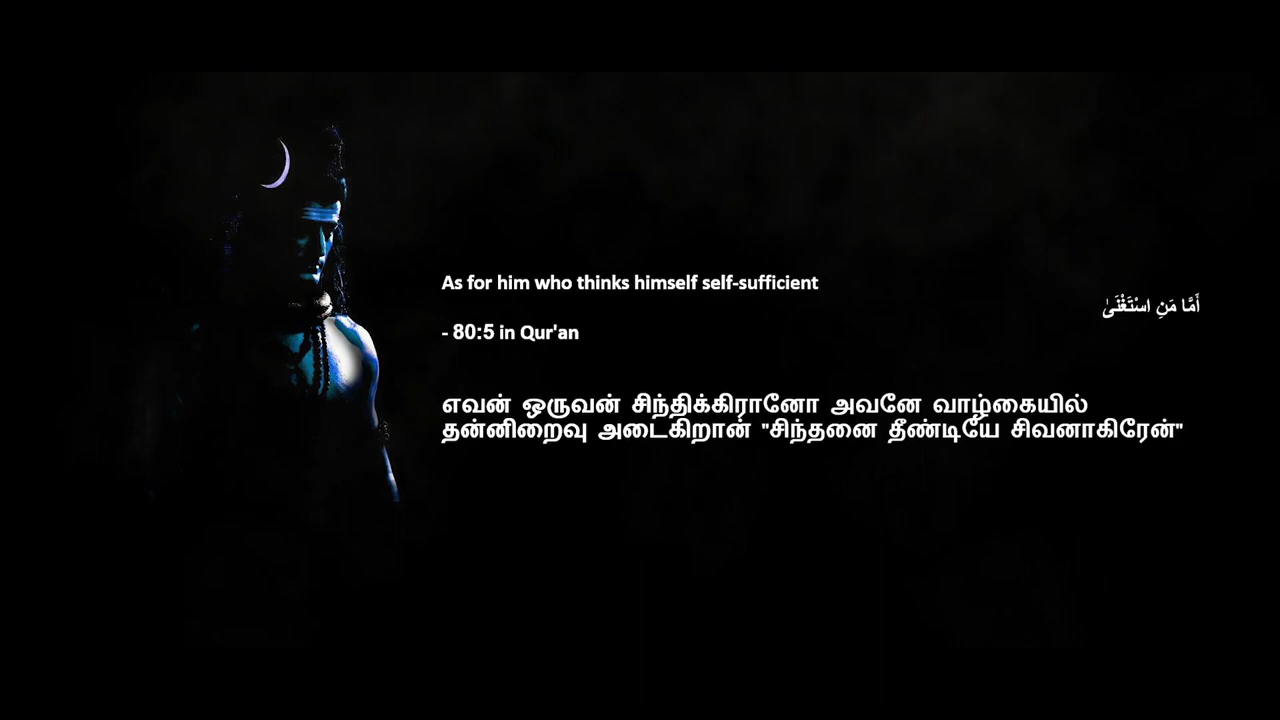 As for him who thinks himself self-sufficient
أَمَّا مَنِ اسْتَغْنَىٰ
- 80:5 in Qur'an
எவன் ஒருவன் சிந்திக்கிரானோ அவனே வாழ்கையில்
தன்னிறைவு அடைகிறான் "சிந்தனை தீண்டியே சிவனாகிரேன்"